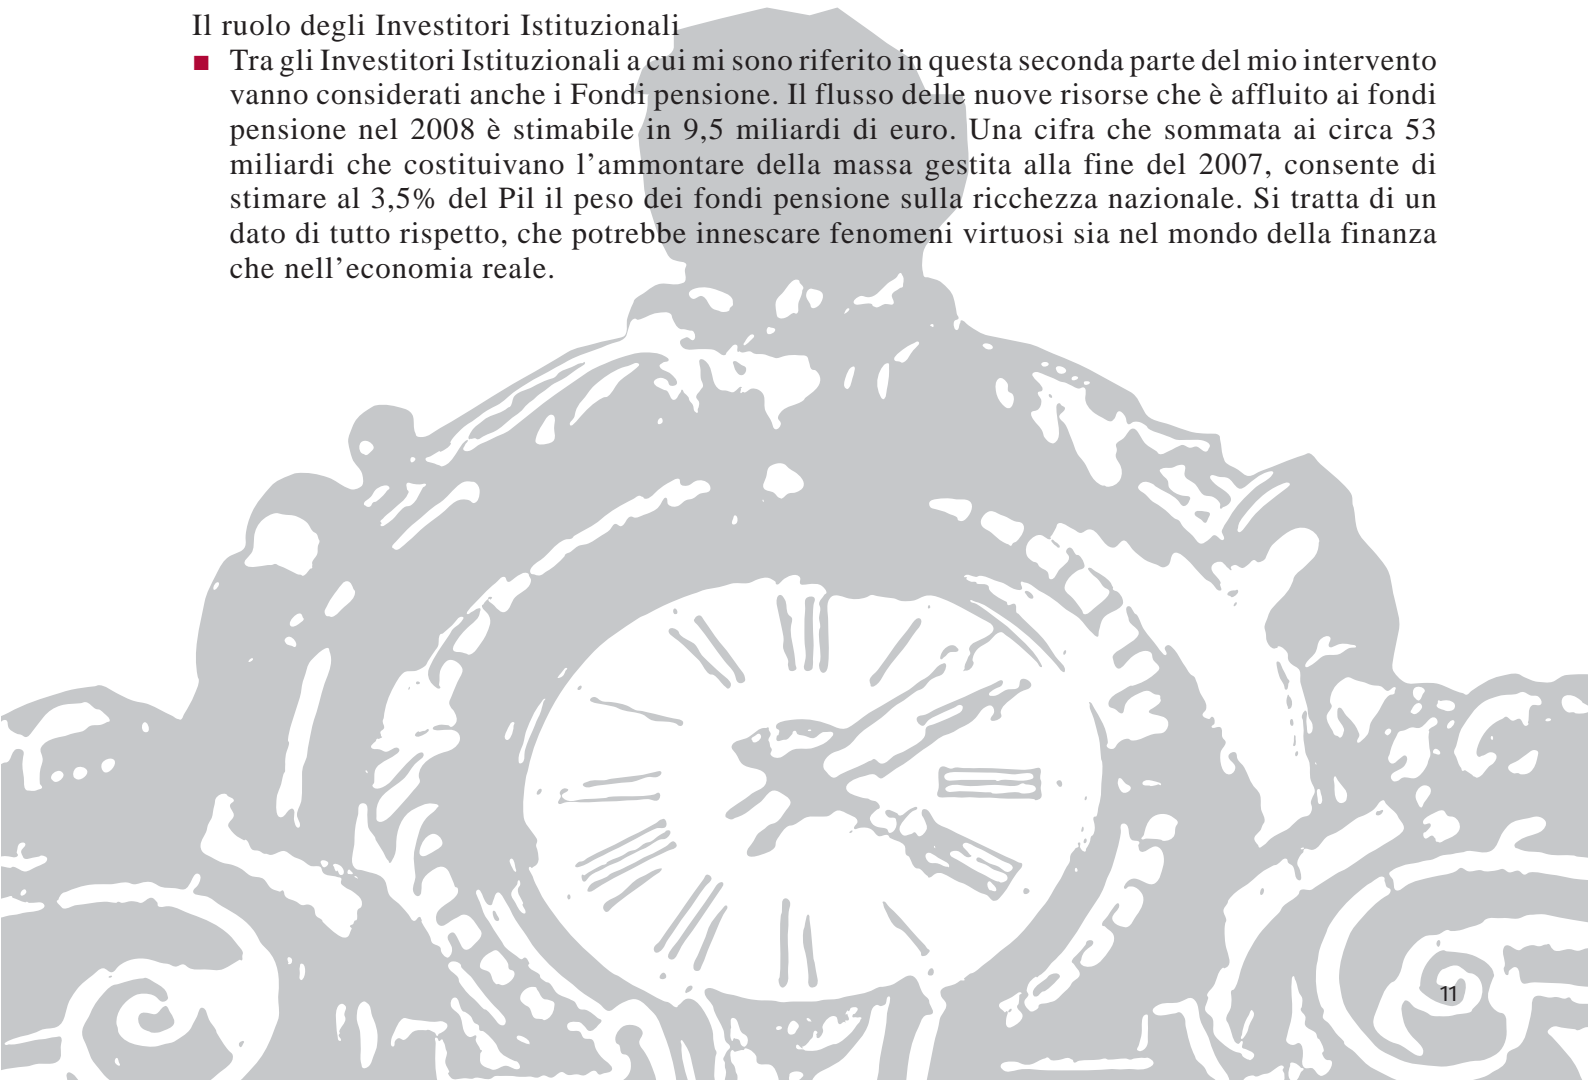 Il ruolo degli Investitori Istituzionali
■ Tra gli Investitori Istituzionali a cui mi sono riferito in questa seconda parte del mio intervento
vanno considerati anche i Fondi pensione. Il flusso delle nuove risorse che è affluito ai fondi
pensione nel 2008 è stimabile in 9,5 miliardi di euro. Una cifra che sommata ai circa 53
miliardi che costituivano l’ammontare della massa gestita alla fine del 2007, consente di
stimare al 3,5% del Pil il peso dei fondi pensione sulla ricchezza nazionale. Si tratta di un
dato di tutto rispetto, che potrebbe innescare fenomeni virtuosi sia nel mondo della finanza
che nell’economia reale.
11